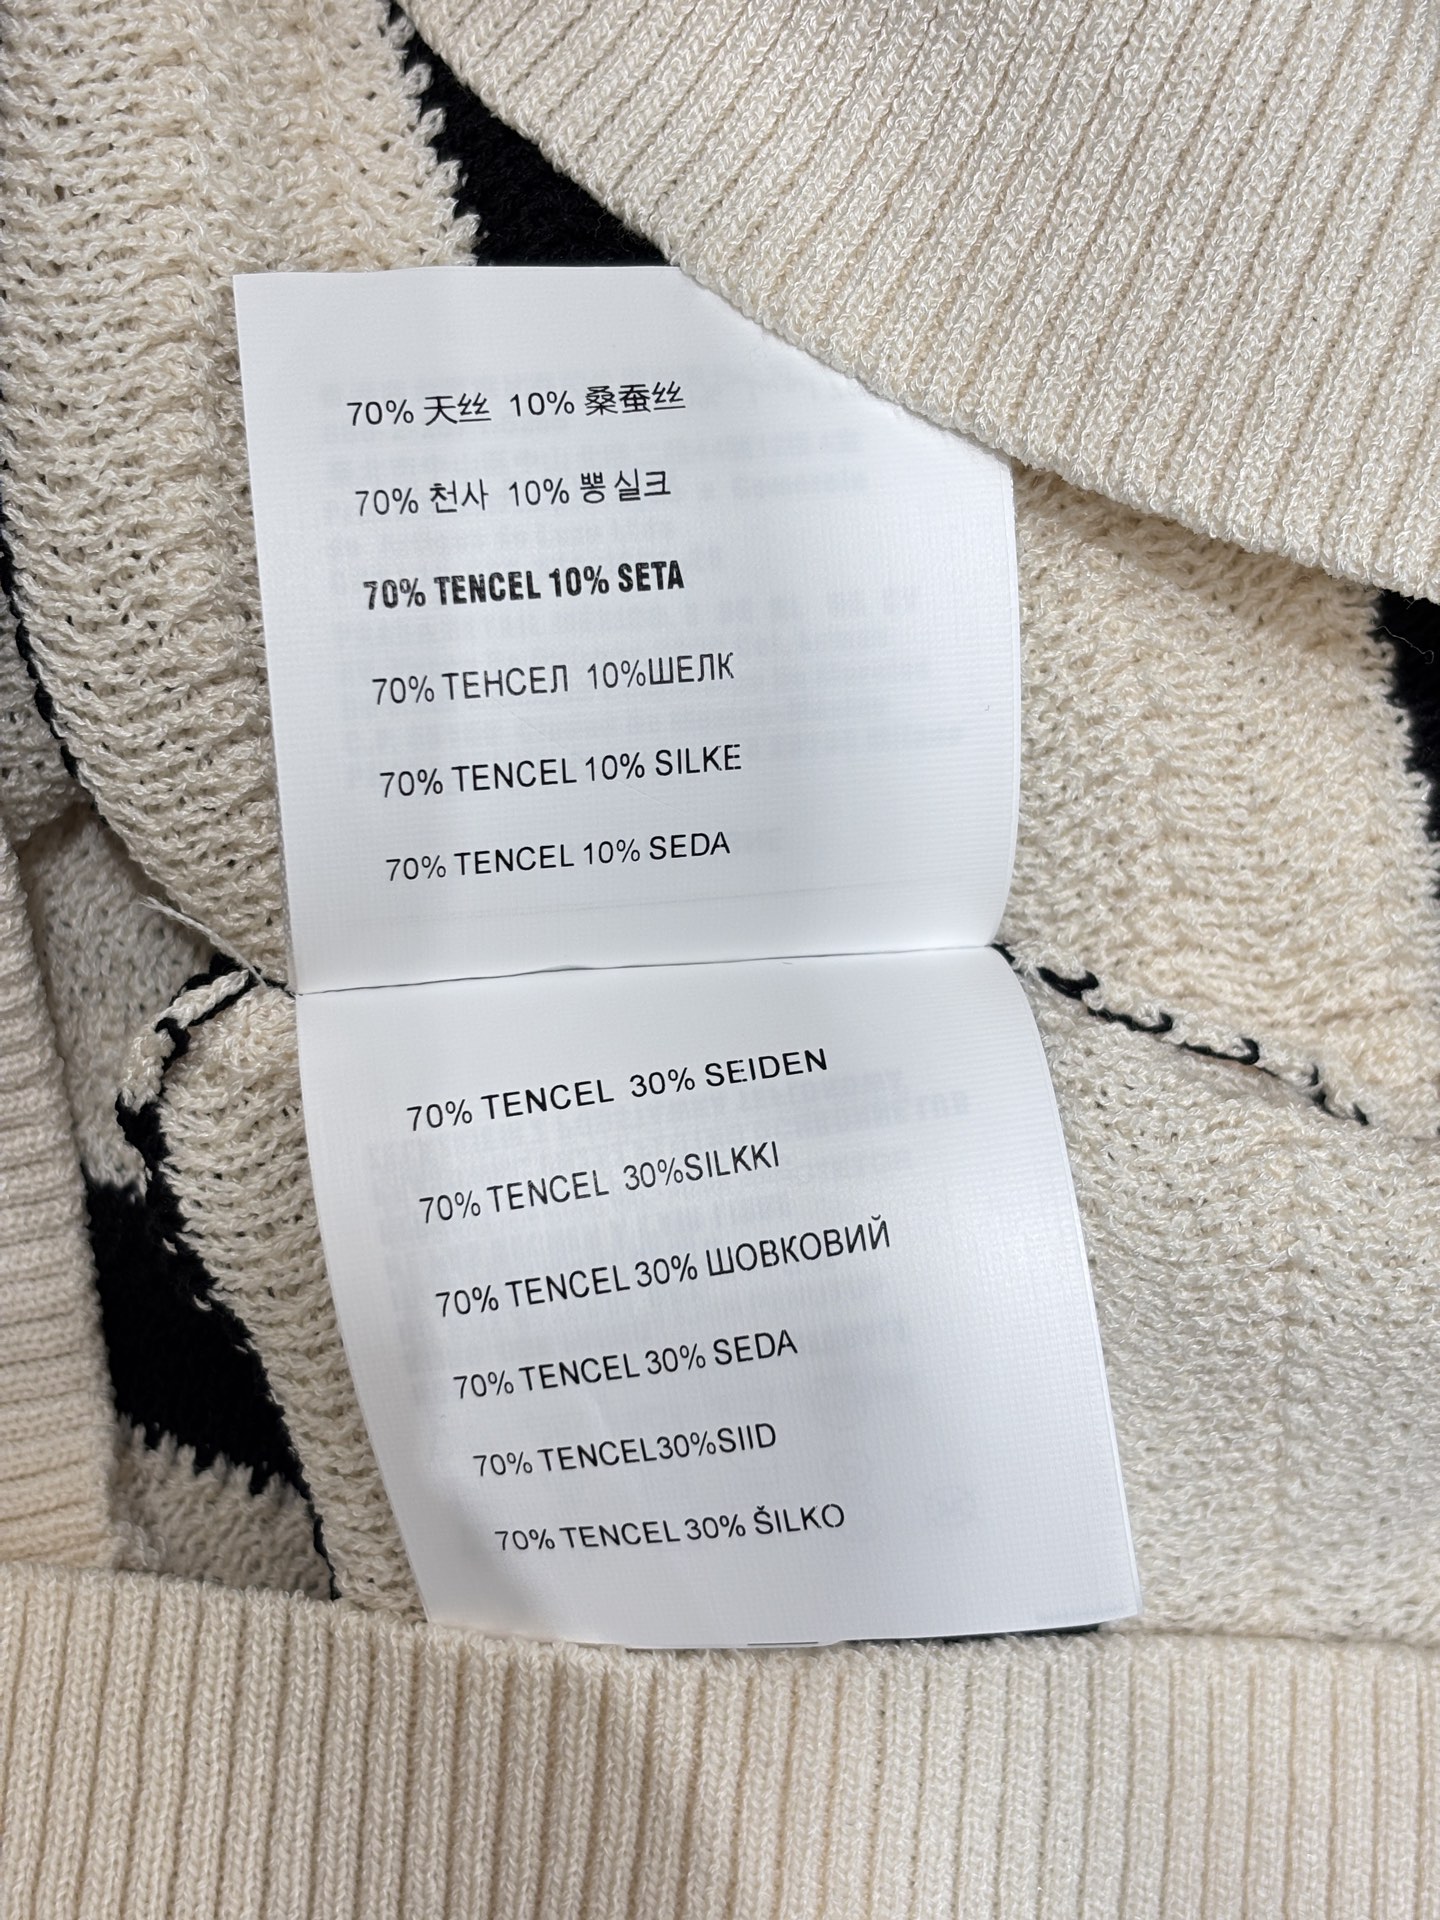 70% 天丝 10% 桑蚕丝
70% 천사 10% 뽕 실크
70% TENCEL 10% SETA
70% ТЕНСЕЛ 10%ШЕЛК
70% TENCEL 10% SILKE
70% TENCEL 10% SEDA
70% TENCEL 30% SEIDEN
70% TENCEL 30%SILKKI
70% TENCEL 30% ШОВКОВИЙ
70% TENCEL 30% SEDA
70% TENCEL30%SIID
70% TENCEL 30% ŠILKO